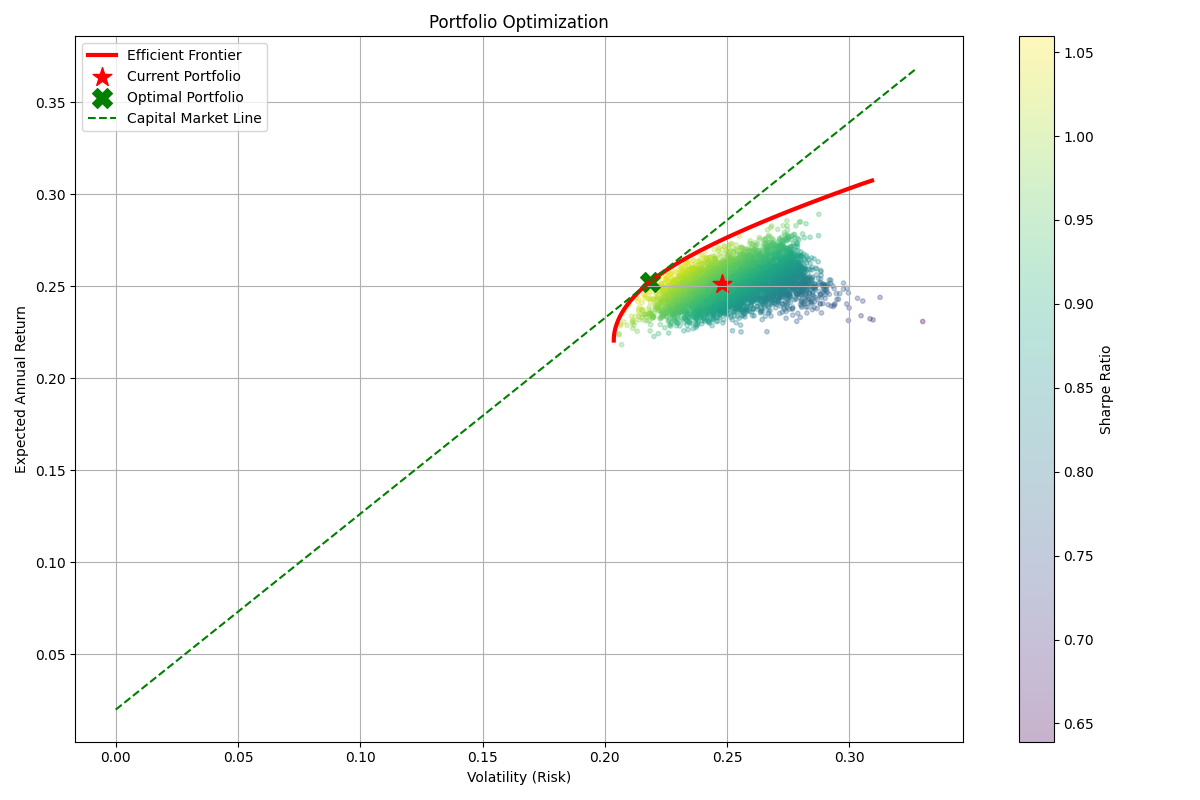 Portfolio Optimization
Efficient Frontier
Current Portfolio
Optimal Portfolio
Capital Market Line
Expected Annual Return
0.35
0.30
0.25
0.20
0.15
0.10
0.05
0.00
0.05
0.10
0.15
0.20
0.25
0.30
Volatility (Risk)
1.05
1.00
0.95
0.90
0.85
0.80
0.75
0.70
0.65
Sharpe Ratio